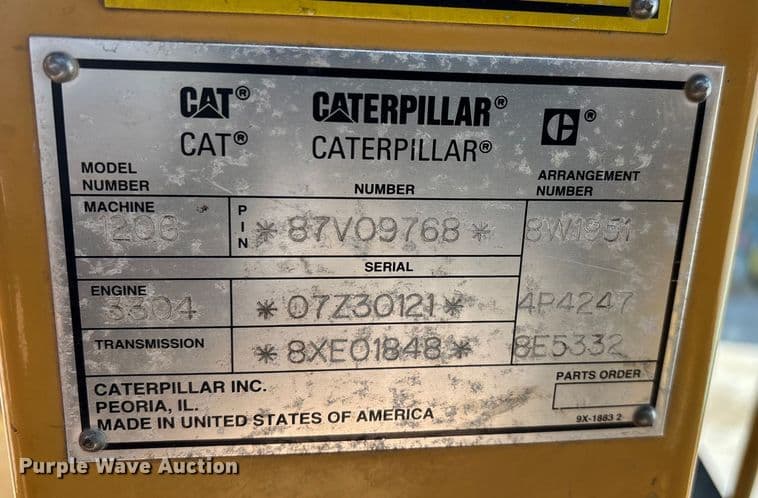 CAT® CATERPILLAR® ®
CAT® CATERPILLAR®
MODEL NUMBER NUMBER ARRANGEMENT NUMBER
MACHINE 120G PIN *87V09768* 8W1951
SERIAL
ENGINE 3304 *07Z30121* 4P4247
TRANSMISSION *8XE01848* 8E5332
CATERPILLAR INC. PARTS ORDER
PEORIA, IL.
MADE IN UNITED STATES OF AMERICA 9X-1883 2
Purple Wave Auction